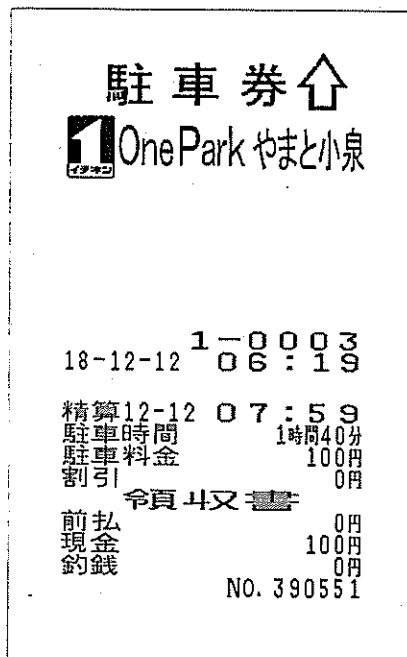 駐車券⇧
1 イチオシ One Park やまと小泉
1-0003
18-12-12 06:19
精算12-12 07:59
駐車時間 1時間40分
駐車料金 100円
割引 0円
領収書
前払 0円
現金 100円
釣銭 0円
NO. 390551